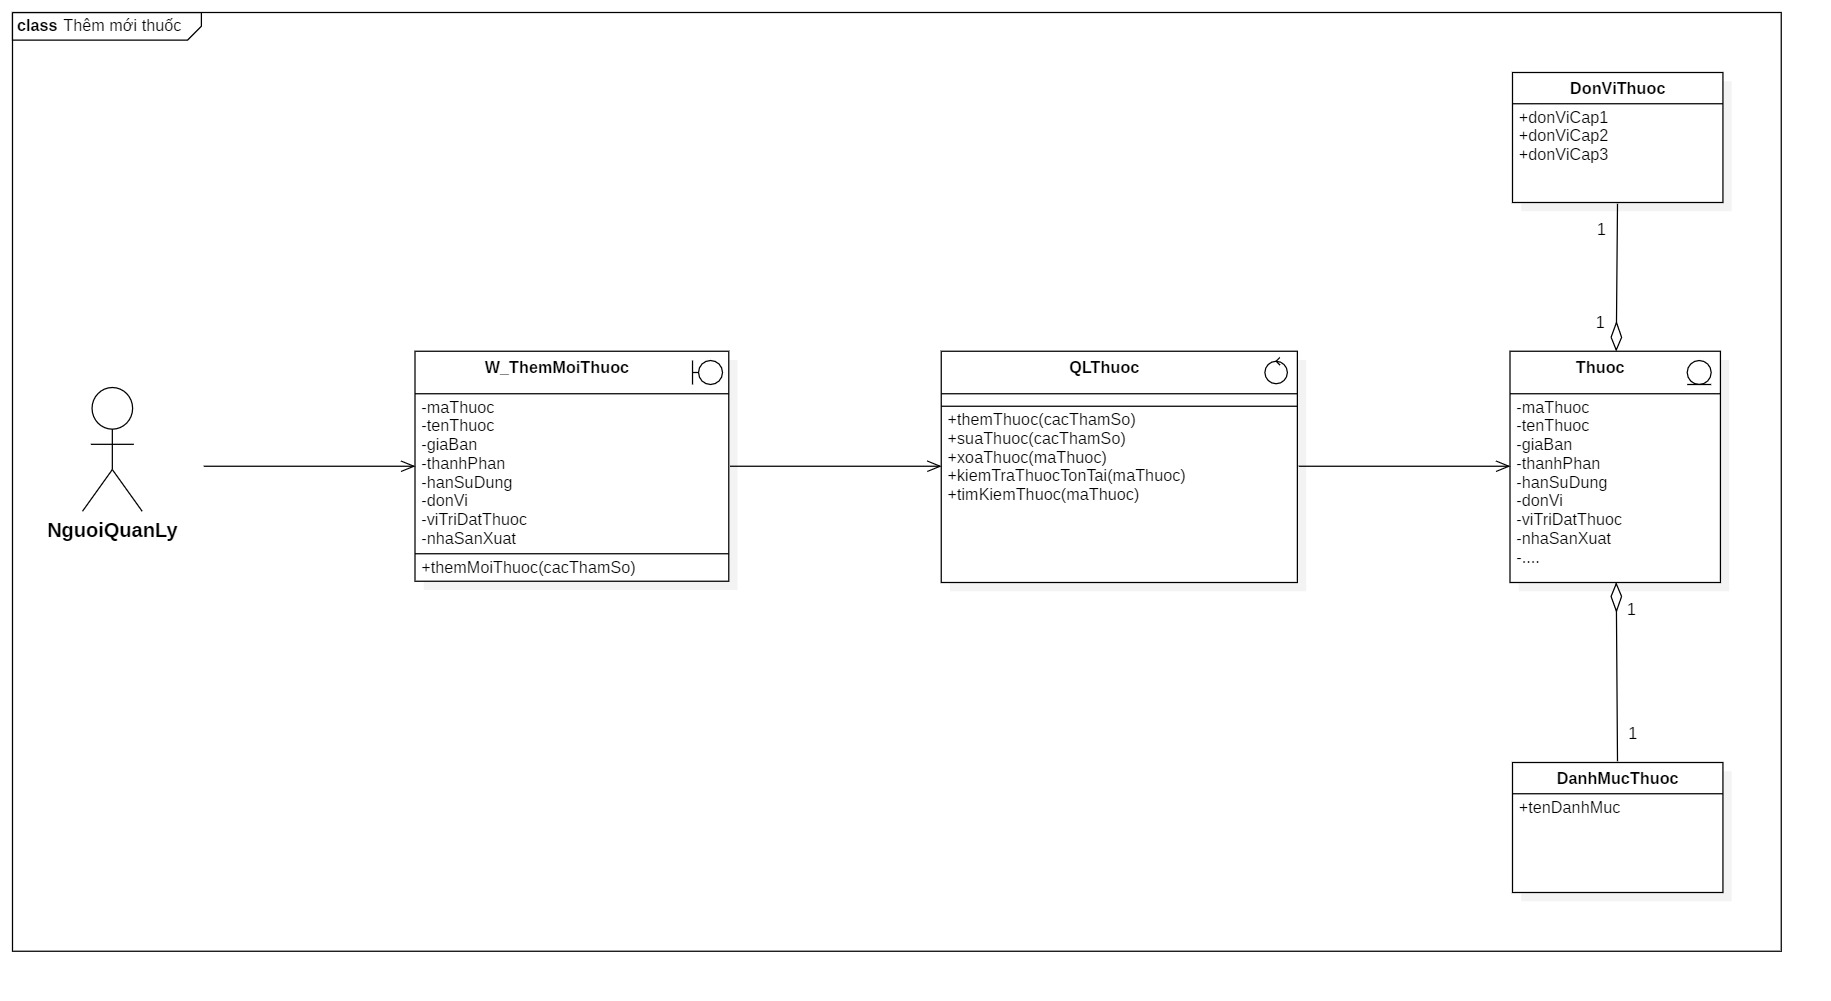 class Thêm mới thuốc
DonViThuoc
+donViCap1
+donViCap2
+donViCap3
1
1
NguoiQuanLy
W_ThemMoiThuoc
-maThuoc
-tenThuoc
-giaBan
-thanhPhan
-hanSuDung
-donVi
-viTriDatThuoc
-nhaSanXuat
+themMoiThuoc(cacThamSo)
QLThuoc
+themThuoc(cacThamSo)
+suaThuoc(cacThamSo)
+xoaThuoc(maThuoc)
+kiemTraThuocTonTai(maThuoc)
+timKiemThuoc(maThuoc)
Thuoc
-maThuoc
-tenThuoc
-giaBan
-thanhPhan
-hanSuDung
-donVi
-viTriDatThuoc
-nhaSanXuat
-....
1
1
DanhMucThuoc
+tenDanhMuc